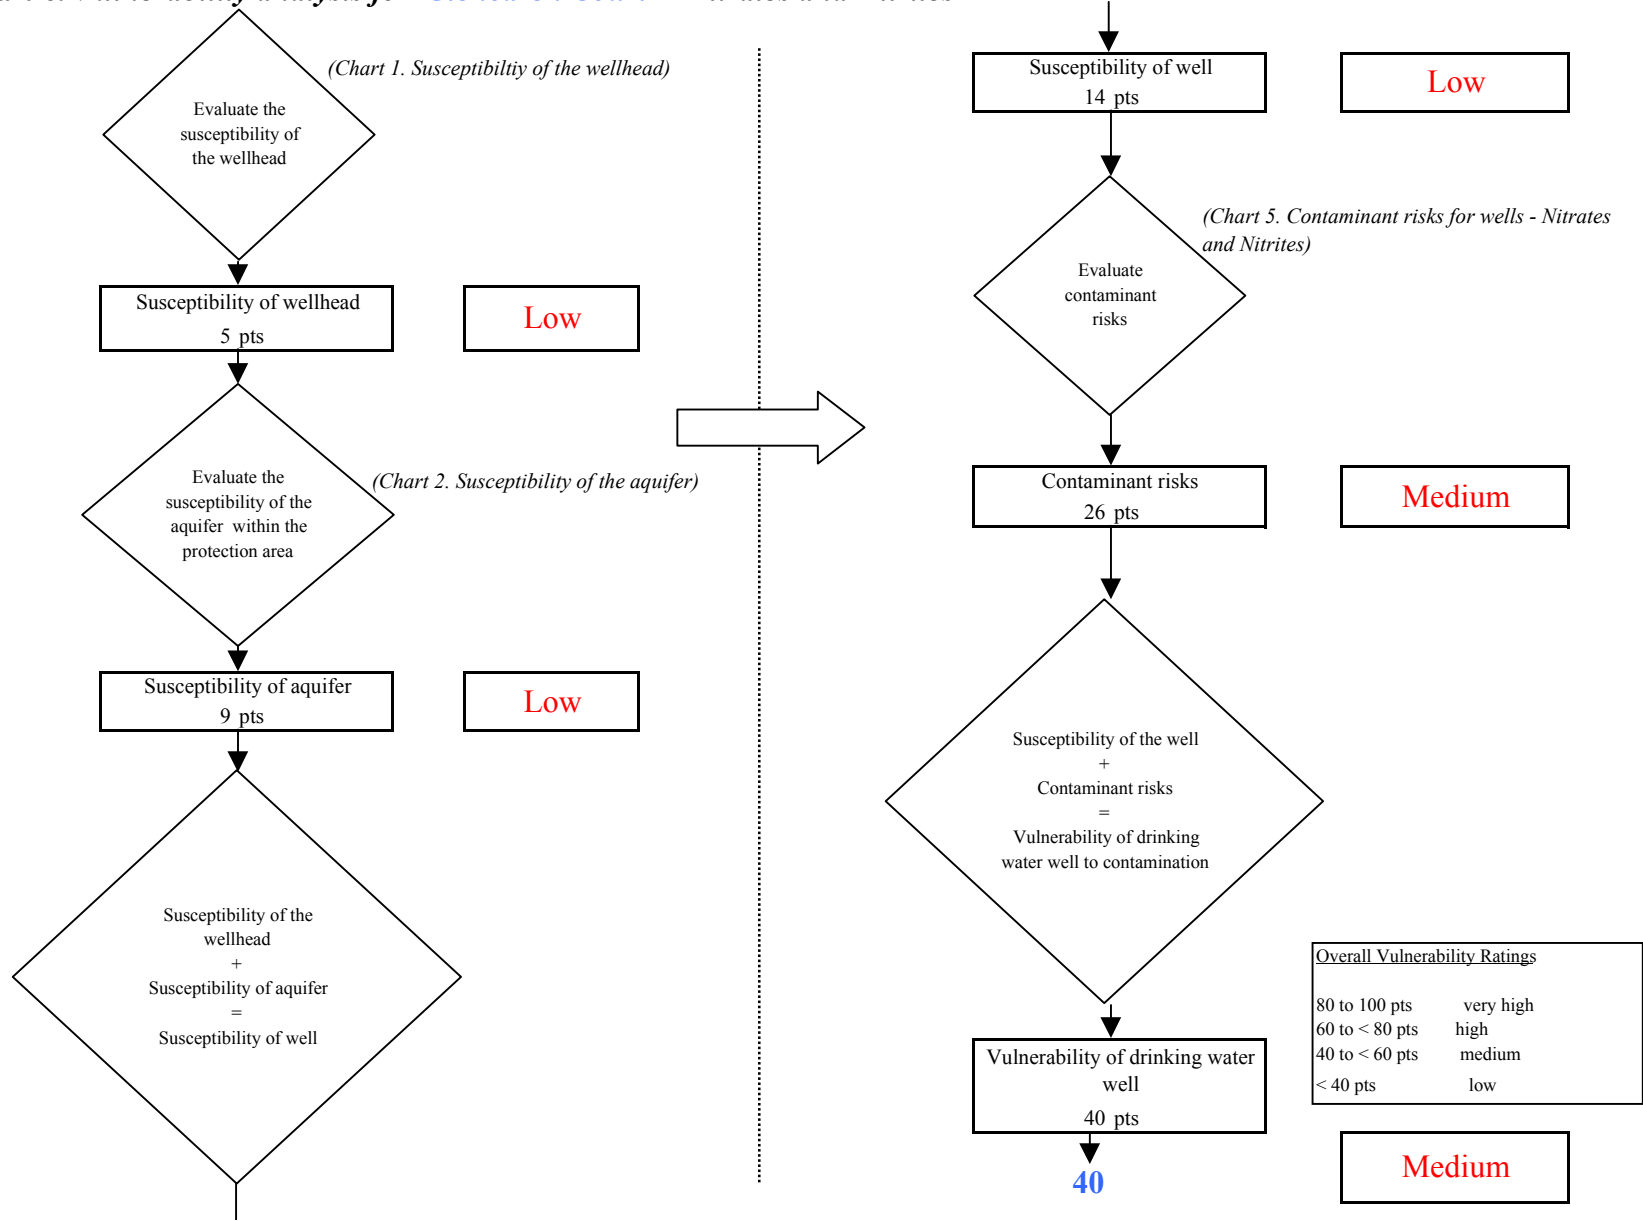 (Chart 1. Susceptibiltiy of the wellhead)
Evaluate the
susceptibility of
the wellhead
Susceptibility of wellhead
5 pts
Low
Evaluate the
susceptibility of the
aquifer within the
protection area
(Chart 2. Susceptibility of the aquifer)
Susceptibility of aquifer
9 pts
Low
Susceptibility of the
wellhead
+
Susceptibility of aquifer
=
Susceptibility of well
Susceptibility of well
14 pts
Low
(Chart 5. Contaminant risks for wells - Nitrates
and Nitrites)
Evaluate
contaminant
risks
Contaminant risks
26 pts
Medium
Susceptibility of the well
+
Contaminant risks
=
Vulnerability of drinking
water well to contamination
Overall Vulnerability Ratings
80 to 100 pts very high
60 to < 80 pts high
40 to < 60 pts medium
< 40 pts low
Vulnerability of drinking water
well
40 pts
40
Medium